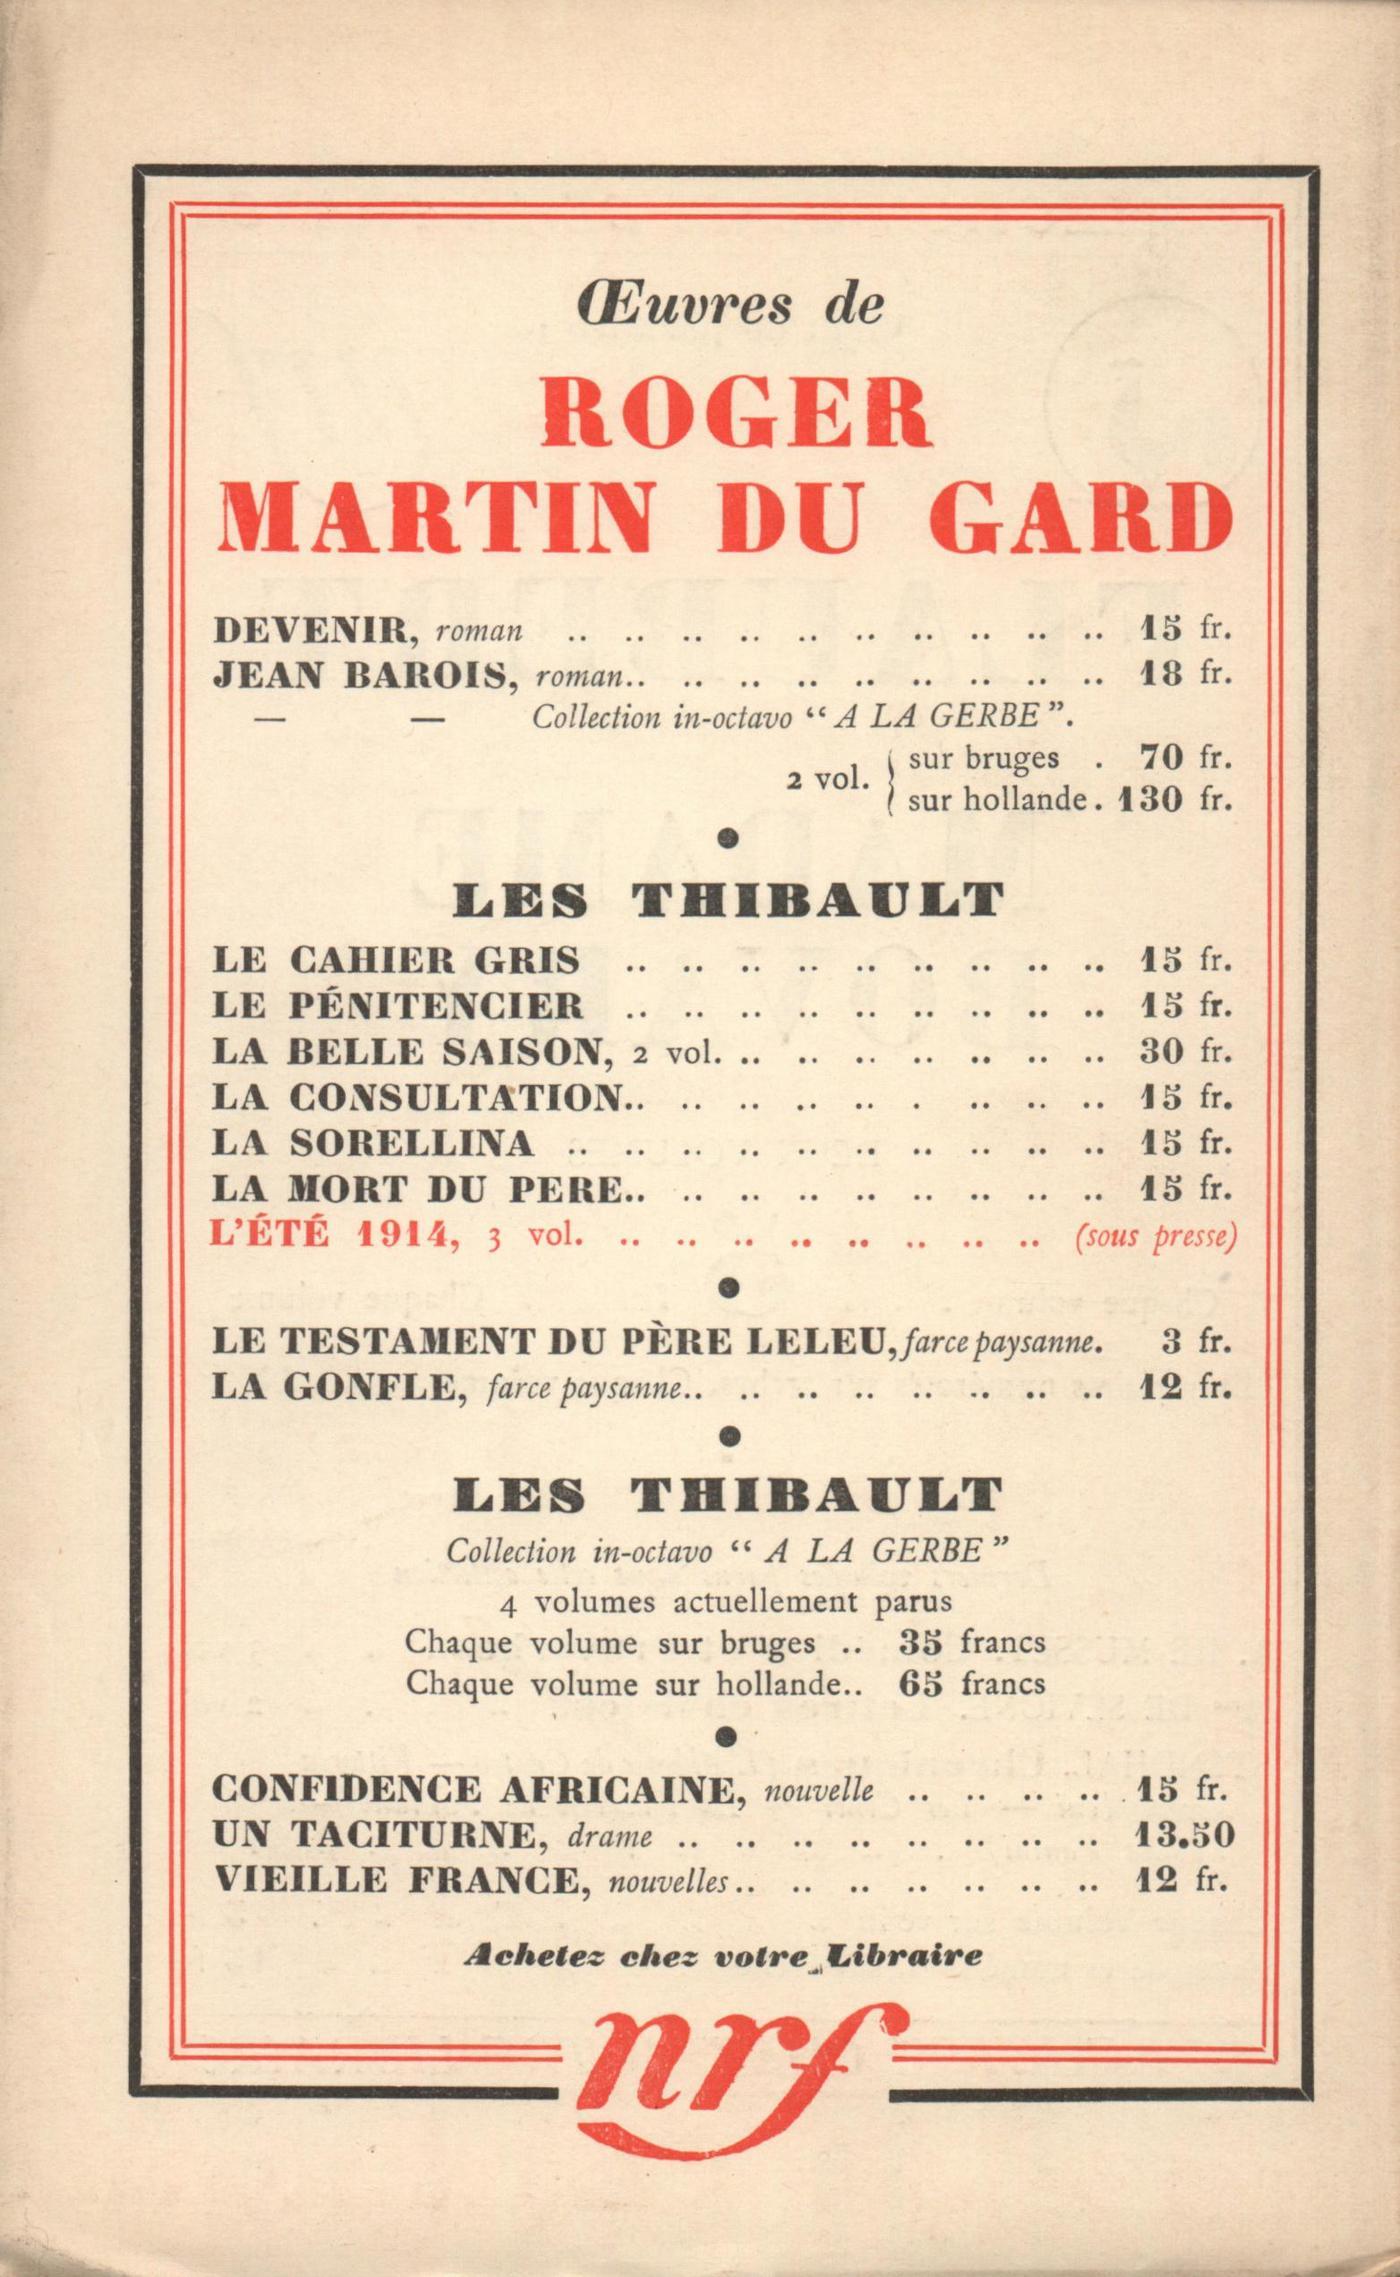 Œuvres de
ROGER
MARTIN DU GARD
DEVENIR, roman .. .. .. .. .. .. .. .. .. .. 15 fr.
JEAN BAROIS, roman.. .. .. .. .. .. .. .. .. 18 fr.
— — Collection in-octavo “ A LA GERBE ”.
2 vol. { sur bruges . 70 fr.
sur hollande. 130 fr.
●
LES THIBAULT
LE CAHIER GRIS .. .. .. .. .. .. .. .. .. 15 fr.
LE PÉNITENCIER .. .. .. .. .. .. .. .. .. 15 fr.
LA BELLE SAISON, 2 vol. .. .. .. .. .. .. .. 30 fr.
LA CONSULTATION.. .. .. .. .. . .. .. .. 15 fr.
LA SORELLINA .. .. .. .. .. .. .. .. .. .. 15 fr.
LA MORT DU PERE.. .. .. .. .. .. .. .. .. 15 fr.
L’ÉTÉ 1914, 3 vol. .. .. .. .. .. .. .. .. (sous presse)
●
LE TESTAMENT DU PÈRE LELEU, farce paysanne. 3 fr.
LA GONFLE, farce paysanne.. .. .. .. .. .. .. .. 12 fr.
●
LES THIBAULT
Collection in-octavo “ A LA GERBE ”
4 volumes actuellement parus
Chaque volume sur bruges .. 35 francs
Chaque volume sur hollande.. 65 francs
●
CONFIDENCE AFRICAINE, nouvelle .. .. .. .. 15 fr.
UN TACITURNE, drame .. .. .. .. .. .. .. .. 13.50
VIEILLE FRANCE, nouvelles.. .. .. .. .. .. .. 12 fr.
Achetez chez votre Libraire
nrf